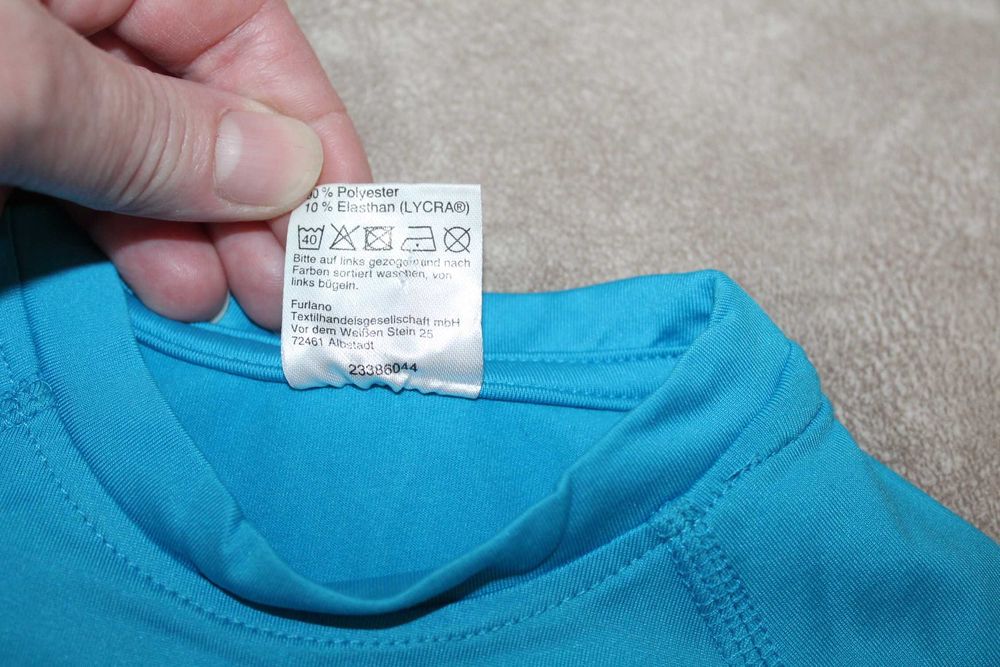 0 % Polyester
10 % Elasthan (LYCRA®)
40
Bitte auf links gezogen und nach
Farben sortiert waschen, von
links bügeln.
Furlano
Textilhandelsgesellschaft mbH
Vor dem Weißen Stein 25
72461 Albstadt
23386044